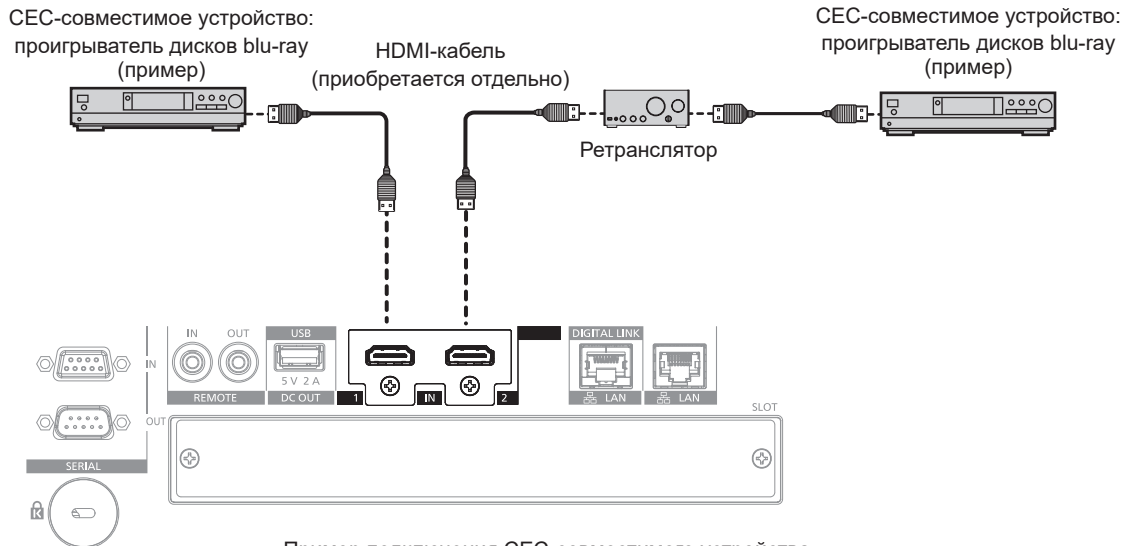 CEC-совместимое устройство:
проигрыватель дисков blu-ray
(пример)
HDMI-кабель
(приобретается отдельно)
CEC-совместимое устройство:
проигрыватель дисков blu-ray
(пример)
Ретранслятор
IN
OUT
USB
DIGITAL LINK
IN
5 V 2 A
REMOTE
DC OUT
1
IN
2
LAN
LAN
OUT
SLOT
SERIAL
K